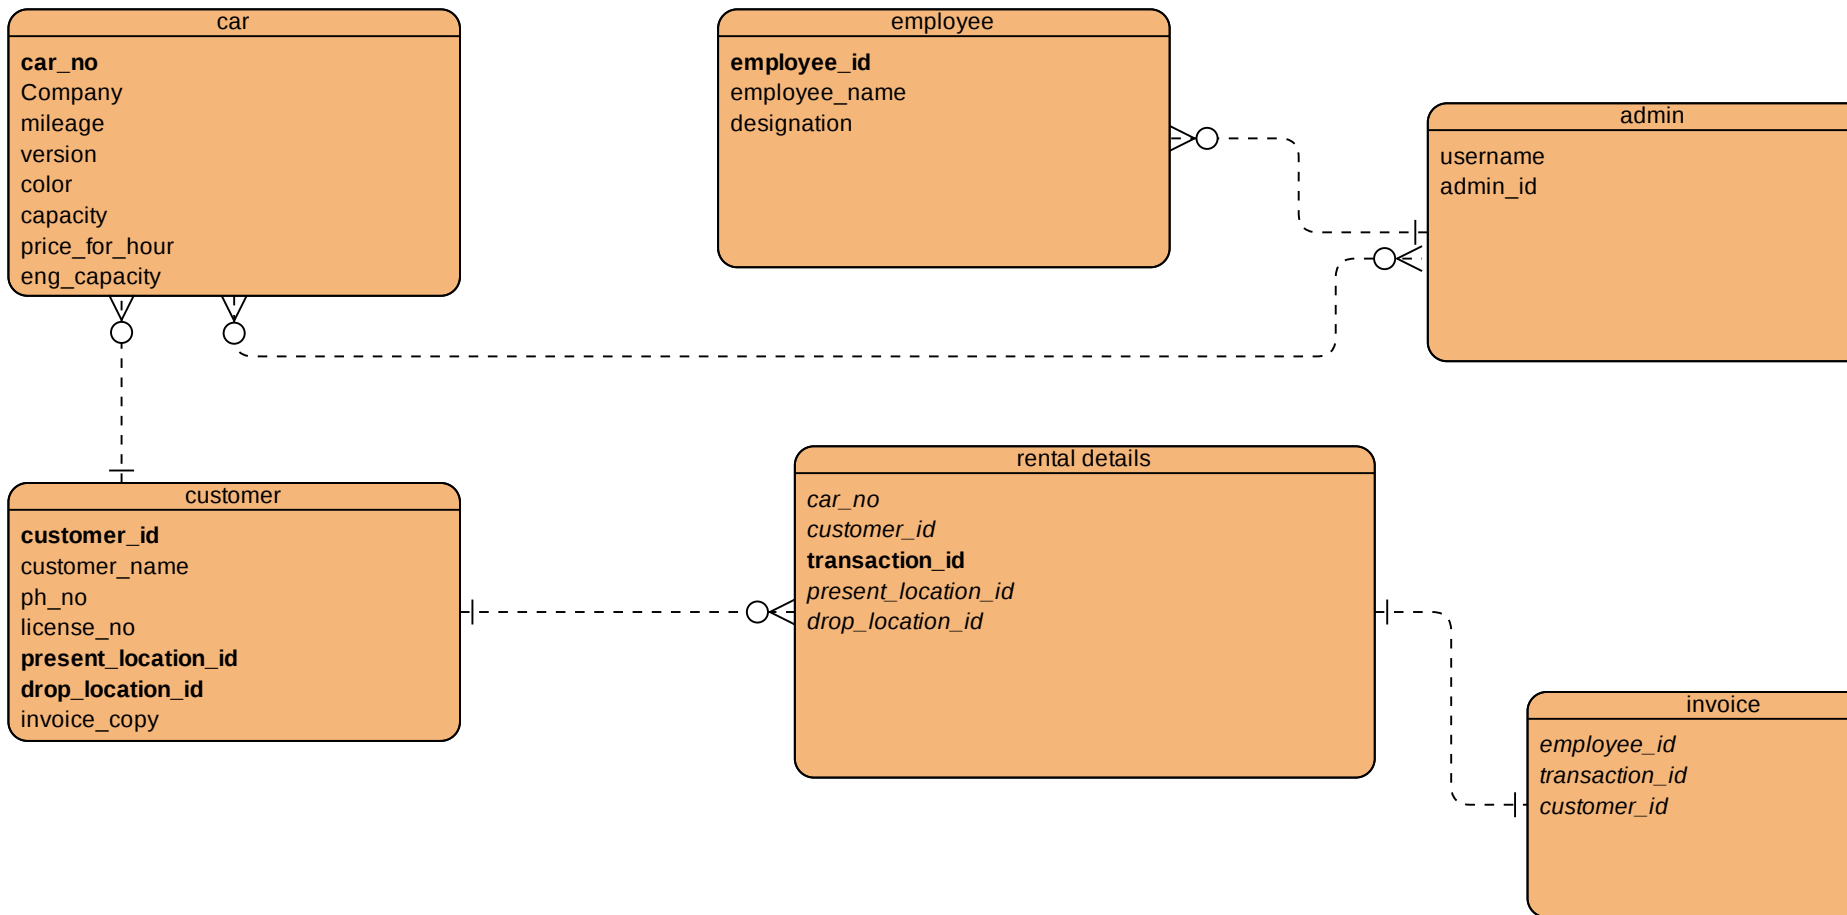 car
car_no
Company
mileage
version
color
capacity
price_for_hour
eng_capacity
employee
employee_id
employee_name
designation
admin
username
admin_id
customer
customer_id
customer_name
ph_no
license_no
present_location_id
drop_location_id
invoice_copy
rental details
car_no
customer_id
transaction_id
present_location_id
drop_location_id
invoice
employee_id
transaction_id
customer_id